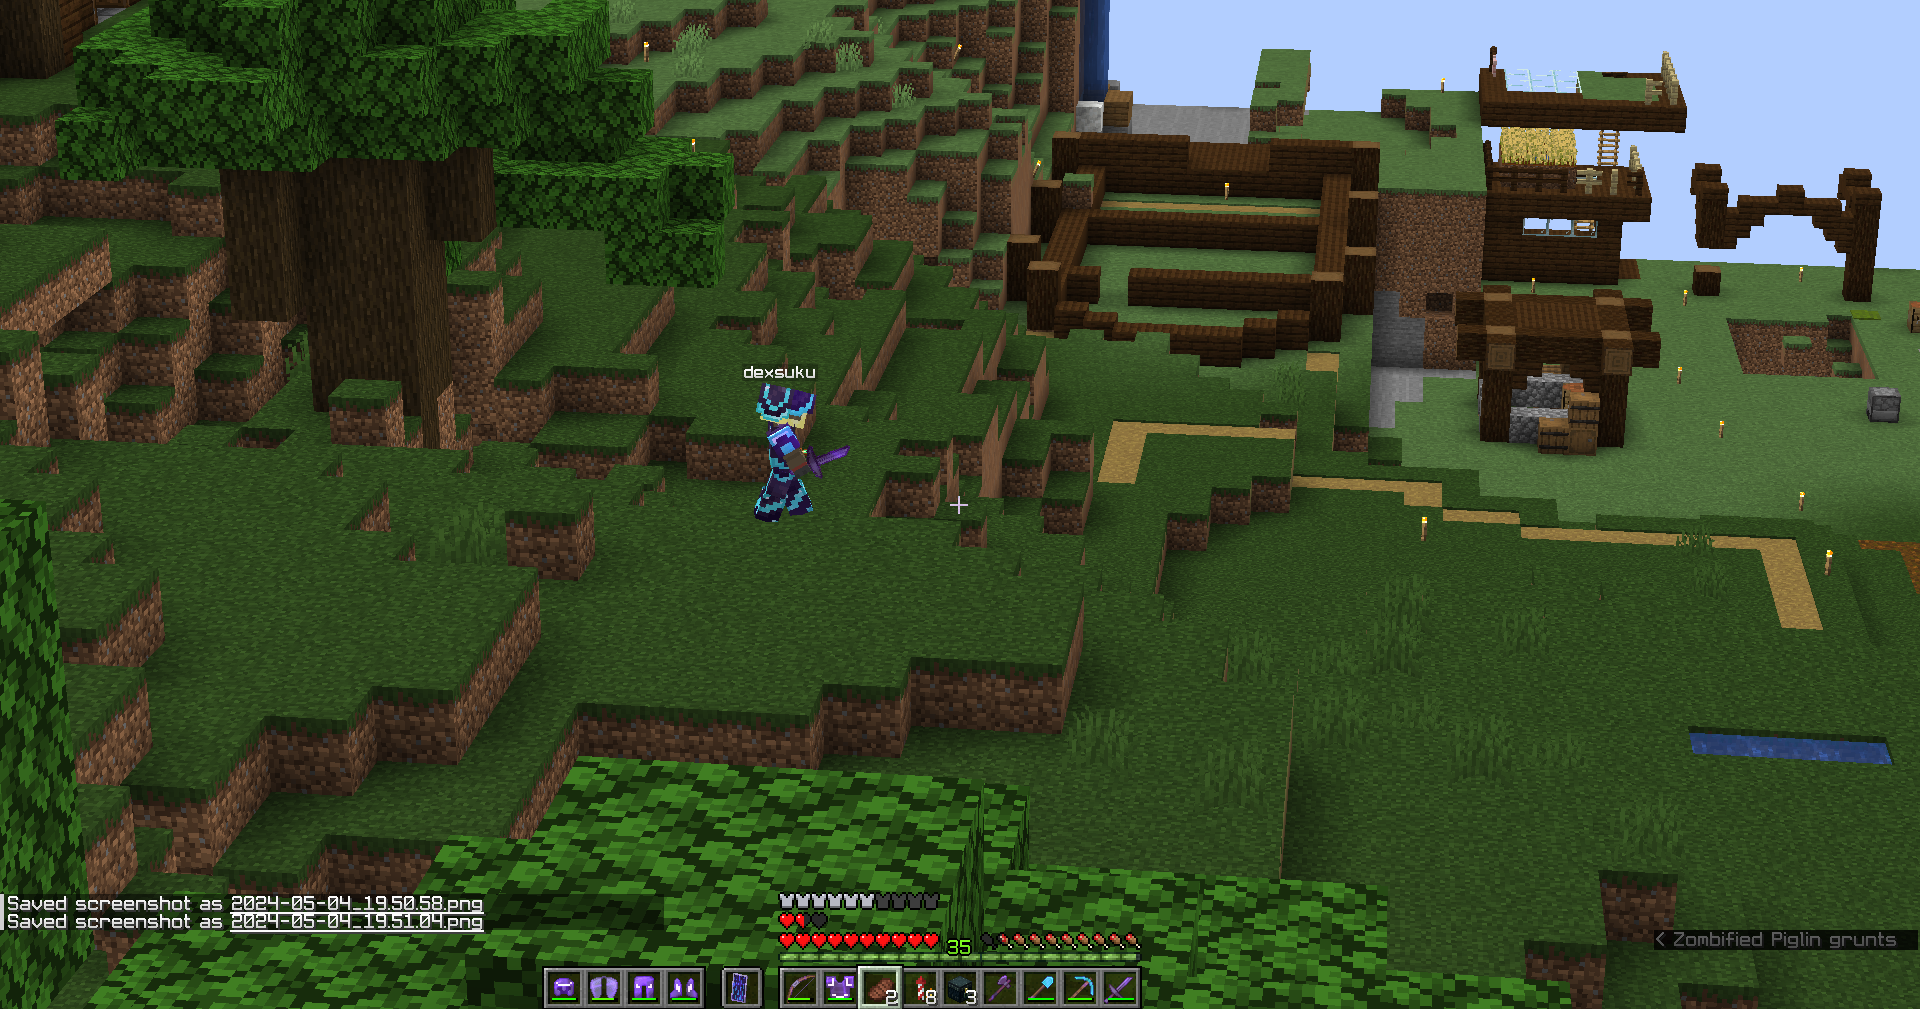 dexsuku
Saved screenshot as 2024-05-04_19.50.58.png
Saved screenshot as 2024-05-04_19.51.04.png
< Zombified Piglin grunts
35
2
8
3